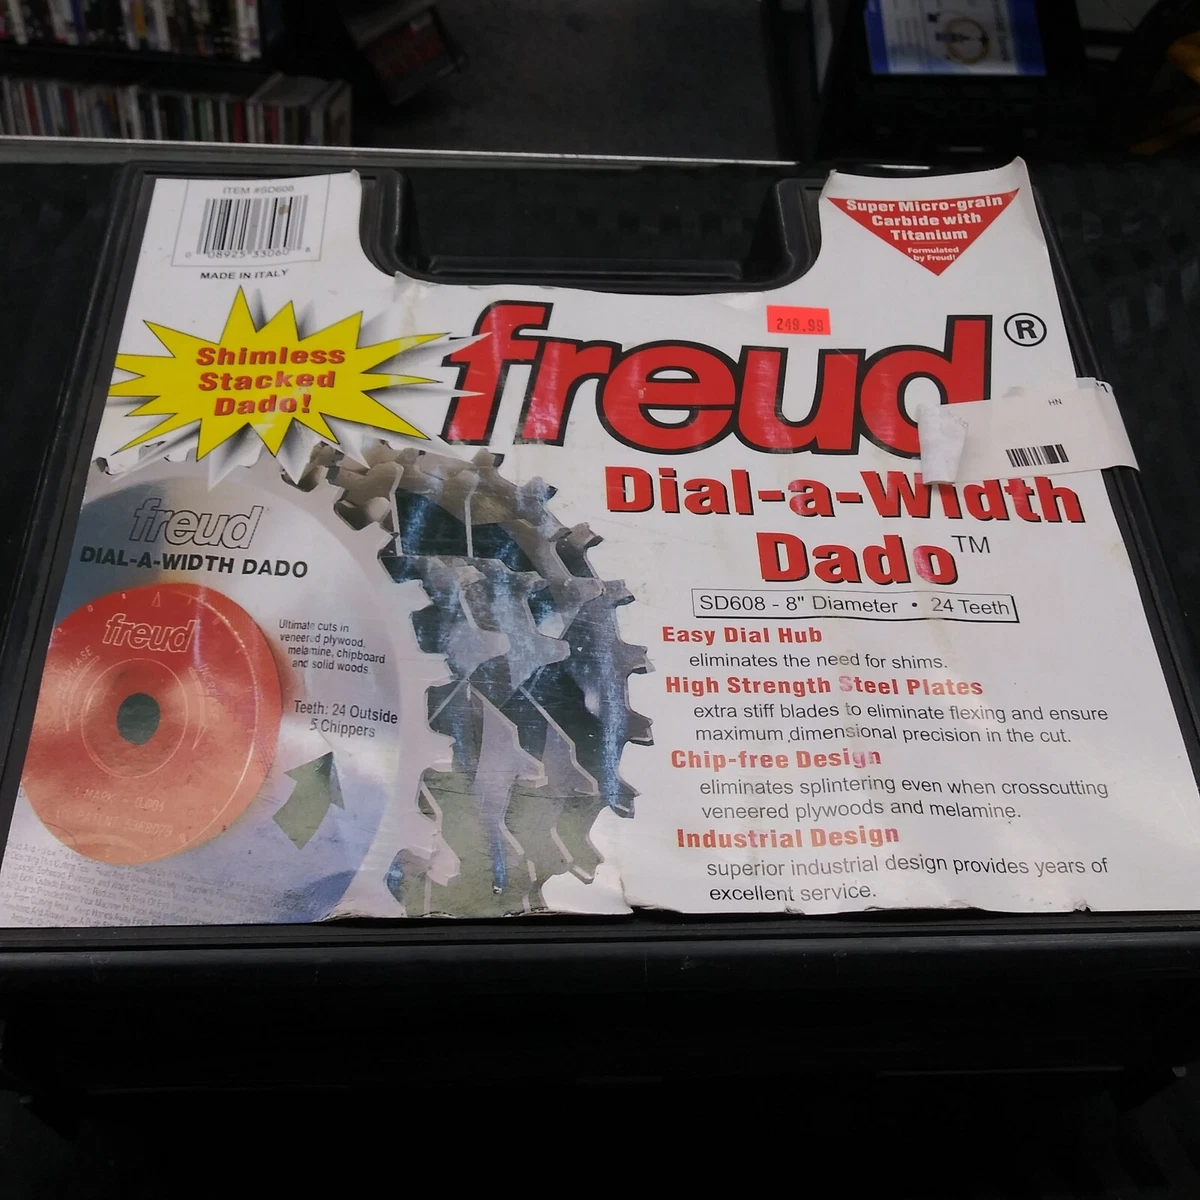 ITEM #SD608
0 08925 33060 8
MADE IN ITALY
Super Micro-grain
Carbide with
Titanium
Formulated
by Freud!
Shimless
Stacked
Dado!
249.99
freud®
HN
Dial-a-Width
Dado™
SD608 - 8" Diameter • 24 Teeth
freud
DIAL-A-WIDTH DADO
freud
Ultimate cuts in
veneered plywood,
melamine, chipboard
and solid woods.
Teeth: 24 Outside
5 Chippers
1 MARK 0.004
Easy Dial Hub
eliminates the need for shims.
High Strength Steel Plates
extra stiff blades to eliminate flexing and ensure
maximum dimensional precision in the cut.
Chip-free Design
eliminates splintering even when crosscutting
veneered plywoods and melamine.
Industrial Design
superior industrial design provides years of
excellent service.